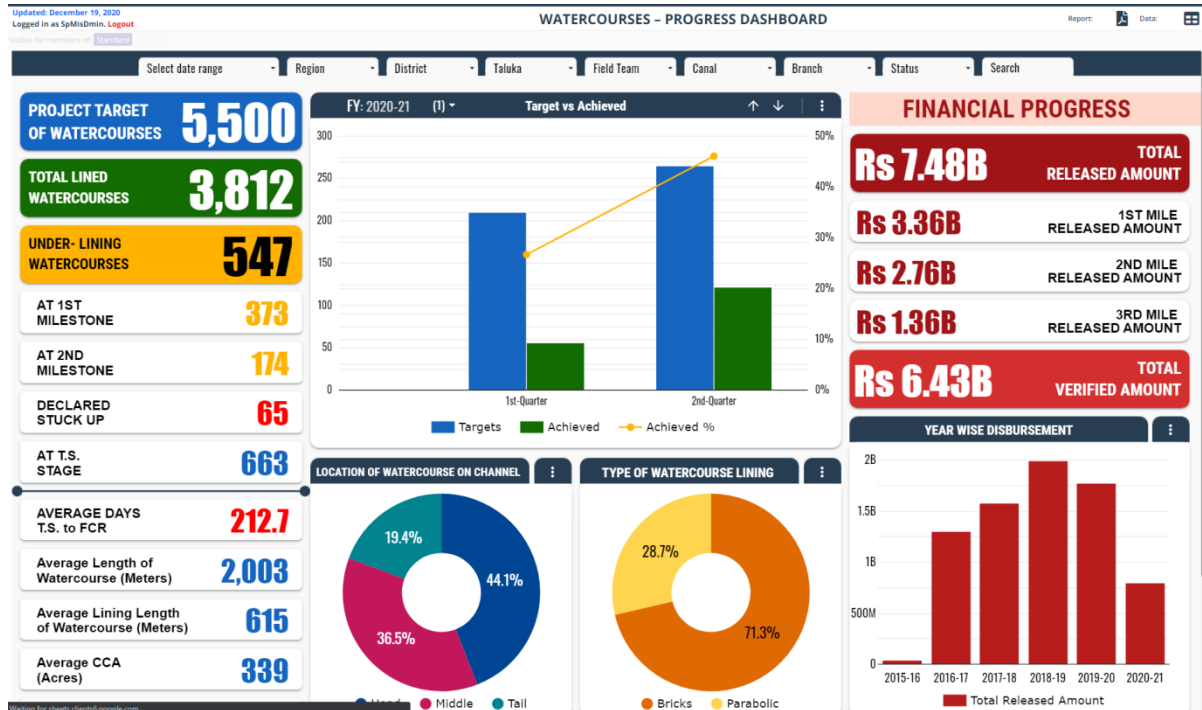 Updated: December 19, 2020
Logged in as SpMisDmin. Logout
Visible for members of: Standard
WATERCOURSES – PROGRESS DASHBOARD
Report:
Data:
Select date range
Region
District
Taluka
Field Team
Canal
Branch
Status
Search
PROJECT TARGET
OF WATERCOURSES
5,500
TOTAL LINED
WATERCOURSES
3,812
UNDER- LINING
WATERCOURSES
547
AT 1ST
MILESTONE
373
AT 2ND
MILESTONE
174
DECLARED
STUCK UP
65
AT T.S.
STAGE
663
AVERAGE DAYS
T.S. to FCR
212.7
Average Length of
Watercourse (Meters)
2,003
Average Lining Length
of Watercourse (Meters)
615
Average CCA
(Acres)
339
FY: 2020-21 (1)
Target vs Achieved
300
250
200
150
100
50
0
50%
40%
30%
20%
10%
0%
1st-Quarter
2nd-Quarter
Targets
Achieved
Achieved %
LOCATION OF WATERCOURSE ON CHANNEL
19.4%
44.1%
36.5%
Head
Middle
Tail
TYPE OF WATERCOURSE LINING
28.7%
71.3%
Bricks
Parabolic
FINANCIAL PROGRESS
Rs 7.48B
TOTAL
RELEASED AMOUNT
Rs 3.36B
1ST MILE
RELEASED AMOUNT
Rs 2.76B
2ND MILE
RELEASED AMOUNT
Rs 1.36B
3RD MILE
RELEASED AMOUNT
Rs 6.43B
TOTAL
VERIFIED AMOUNT
YEAR WISE DISBURSEMENT
2B
1.5B
1B
500M
0
2015-16
2016-17
2017-18
2018-19
2019-20
2020-21
Total Released Amount
Waiting for sheets.clients6.google.com